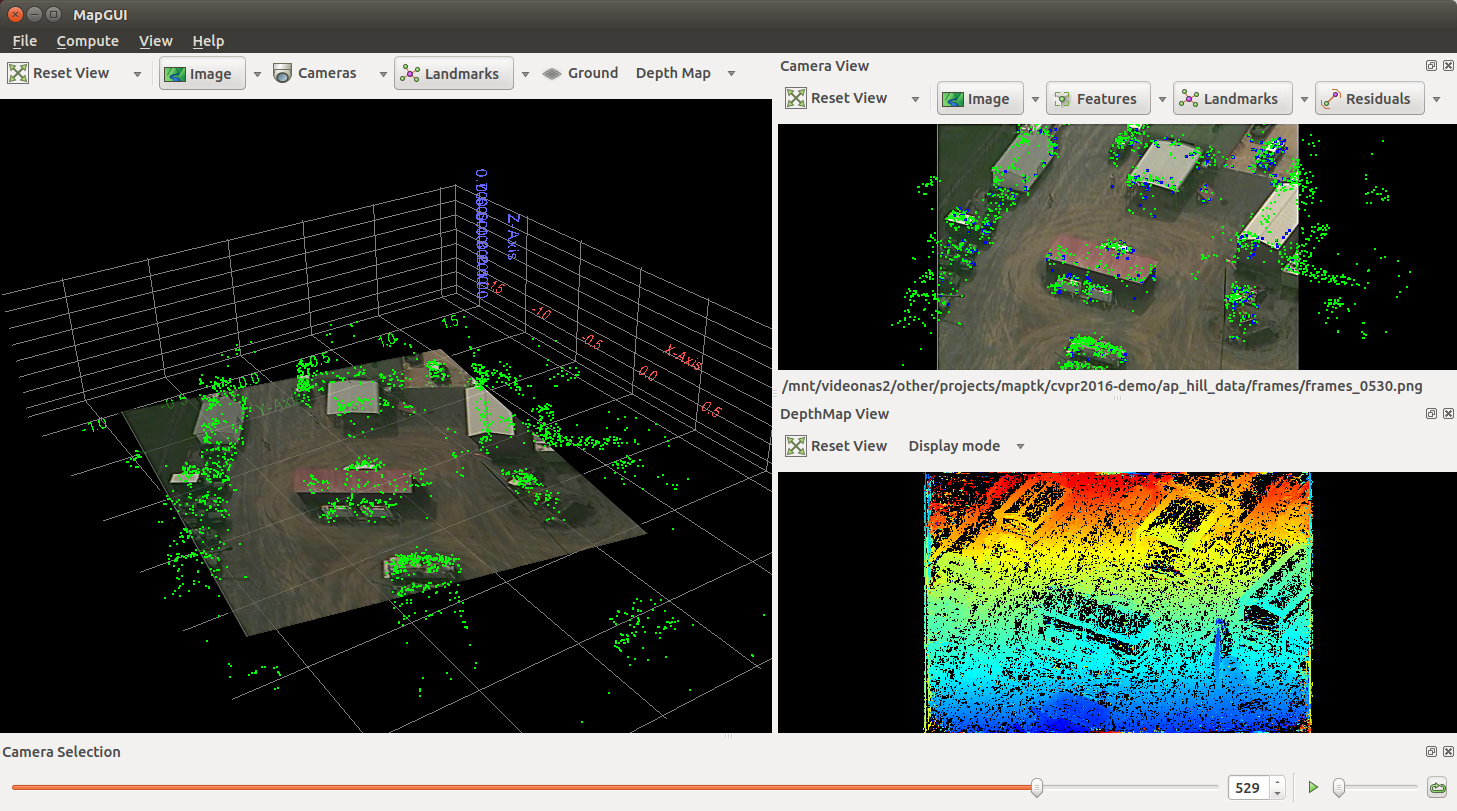 MapGUI
File Compute View Help
Reset View Image Cameras Landmarks Ground Depth Map
Z Axis
-1.0
-0.5
0.0
0.5
X-Axis
-1.0
0.0
0.5
1.0
1.5
Y-Axis
Camera View
Reset View Image Features Landmarks Residuals
/mnt/videonas2/other/projects/maptk/cvpr2016-demo/ap_hill_data/frames/frames_0530.png
DepthMap View
Reset View Display mode
Camera Selection
529